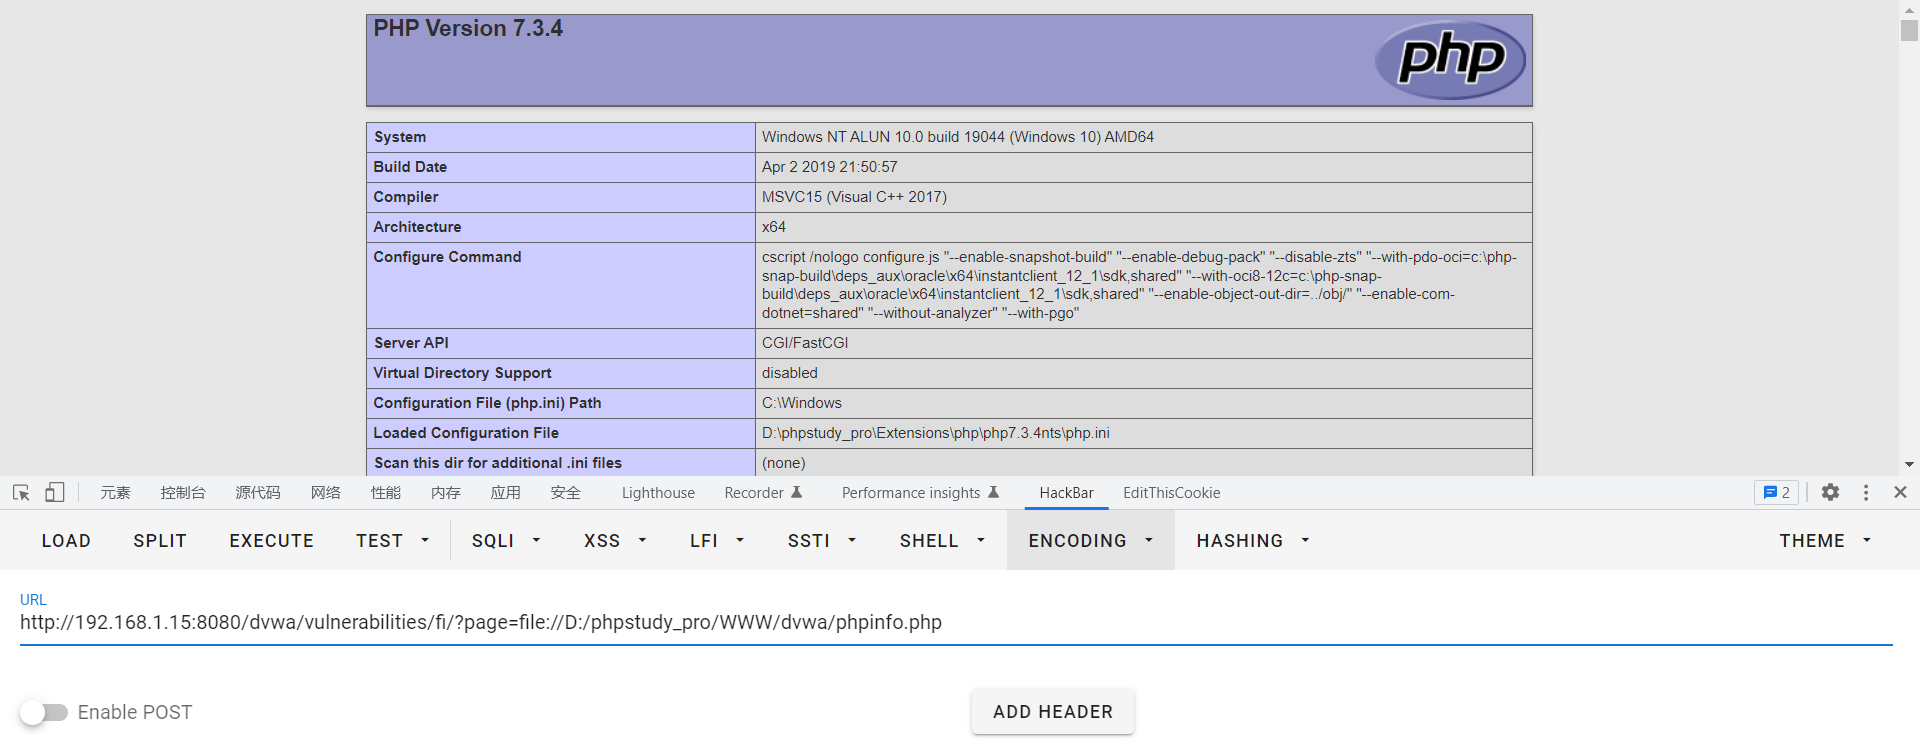 PHP Version 7.3.4
php
System Windows NT ALUN 10.0 build 19044 (Windows 10) AMD64
Build Date Apr 2 2019 21:50:57
Compiler MSVC15 (Visual C++ 2017)
Architecture x64
Configure Command cscript /nologo configure.js "--enable-snapshot-build" "--enable-debug-pack" "--disable-zts" "--with-pdo-oci=c:\php-
snap-build\deps_aux\oracle\x64\instantclient_12_1\sdk,shared" "--with-oci8-12c=c:\php-snap-
build\deps_aux\oracle\x64\instantclient_12_1\sdk,shared" "--enable-object-out-dir=../obj/" "--enable-com-
dotnet=shared" "--without-analyzer" "--with-pgo"
Server API CGI/FastCGI
Virtual Directory Support disabled
Configuration File (php.ini) Path C:\Windows
Loaded Configuration File D:\phpstudy_pro\Extensions\php\php7.3.4nts\php.ini
Scan this dir for additional .ini files (none)
元素 控制台 源代码 网络 性能 内存 应用 安全 Lighthouse Recorder Performance insights HackBar EditThisCookie 2
LOAD SPLIT EXECUTE TEST SQLI XSS LFI SSTI SHELL ENCODING HASHING THEME
URL
http://192.168.1.15:8080/dvwa/vulnerabilities/fi/?page=file://D:/phpstudy_pro/WWW/dvwa/phpinfo.php
Enable POST ADD HEADER